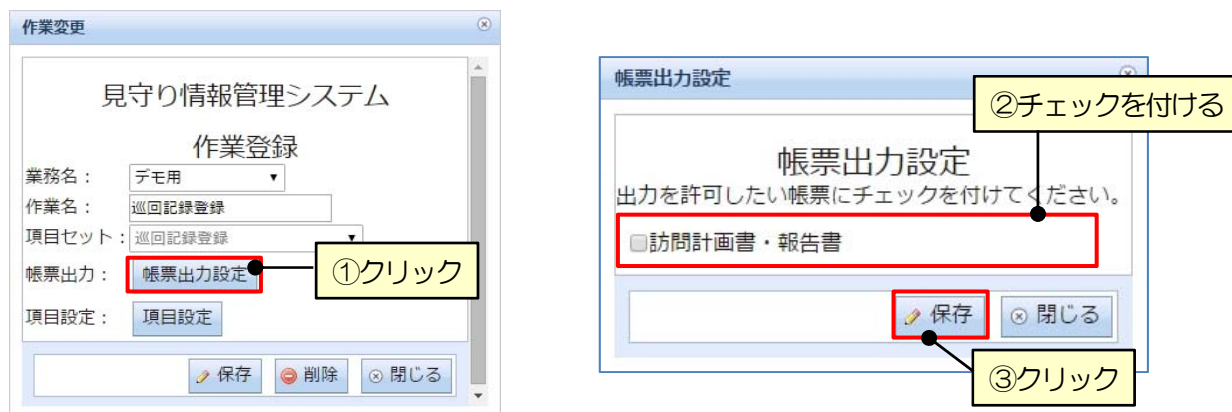 作業変更
見守り情報管理システム
作業登録
業務名： デモ用
作業名： 巡回記録登録
項目セット： 巡回記録登録
帳票出力： 帳票出力設定
①クリック
項目設定： 項目設定
保存 削除 閉じる
帳票出力設定
②チェックを付ける
帳票出力設定
出力を許可したい帳票にチェックを付けてください。
訪問計画書・報告書
保存 閉じる
③クリック